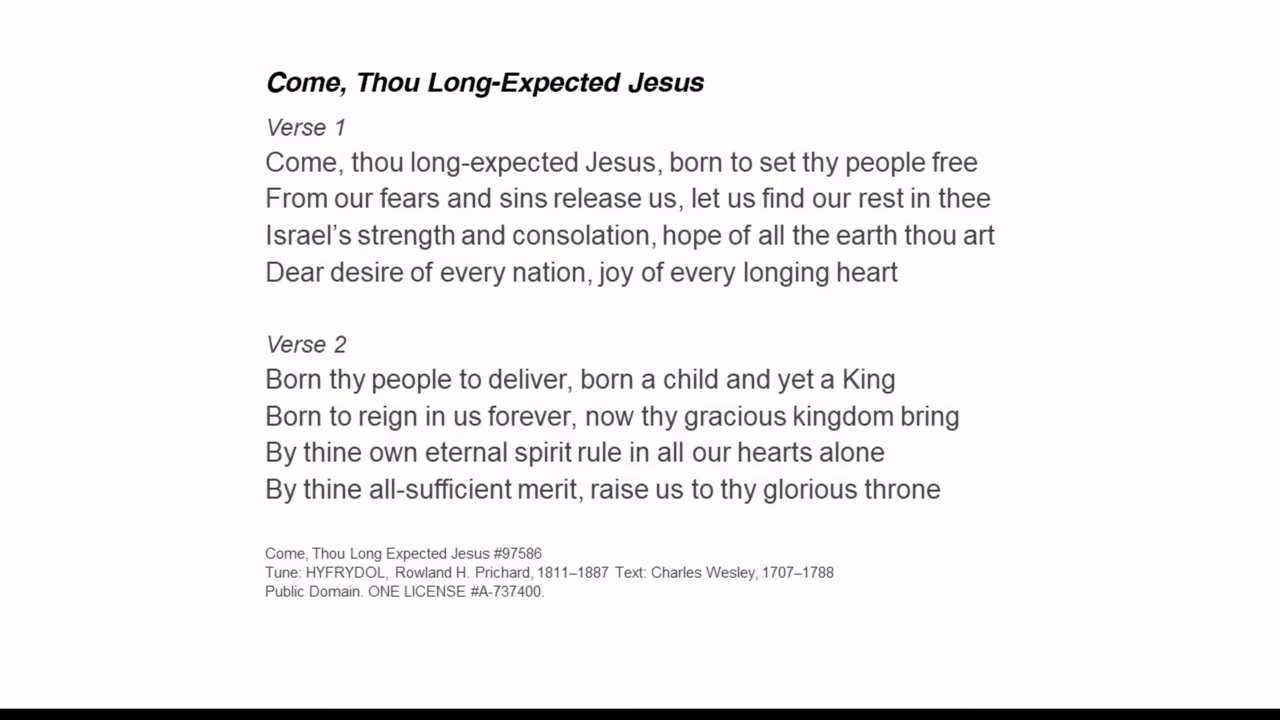 Come, Thou Long-Expected Jesus
Verse 1
Come, thou long-expected Jesus, born to set thy people free
From our fears and sins release us, let us find our rest in thee
Israel’s strength and consolation, hope of all the earth thou art
Dear desire of every nation, joy of every longing heart
Verse 2
Born thy people to deliver, born a child and yet a King
Born to reign in us forever, now thy gracious kingdom bring
By thine own eternal spirit rule in all our hearts alone
By thine all-sufficient merit, raise us to thy glorious throne
Come, Thou Long Expected Jesus #97586
Tune: HYFRYDOL, Rowland H. Prichard, 1811–1887 Text: Charles Wesley, 1707–1788
Public Domain. ONE LICENSE #A-737400.